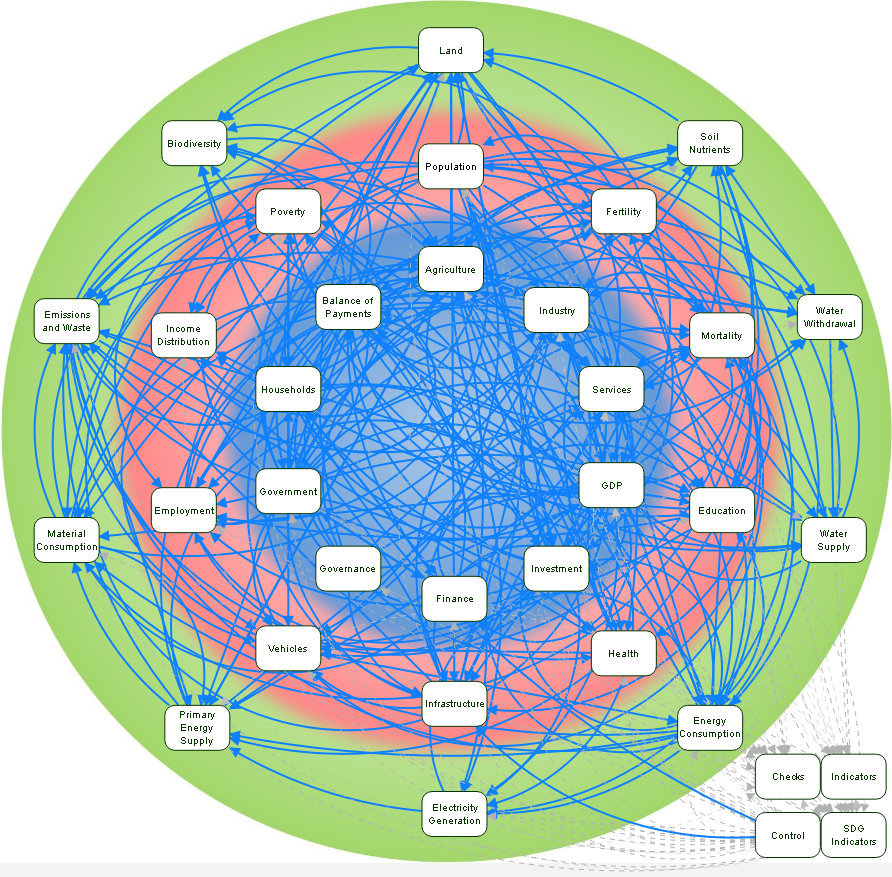 Land
Biodiversity
Soil
Nutrients
Population
Poverty
Fertility
Agriculture
Balance of
Payments
Industry
Emissions
and Waste
Water
Withdrawal
Income
Distribution
Mortality
Households
Services
Government
GDP
Employment
Education
Material
Consumption
Water
Supply
Governance
Investment
Finance
Vehicles
Health
Infrastructure
Primary
Energy
Supply
Energy
Consumption
Checks
Indicators
Electricity
Generation
Control
SDG
Indicators